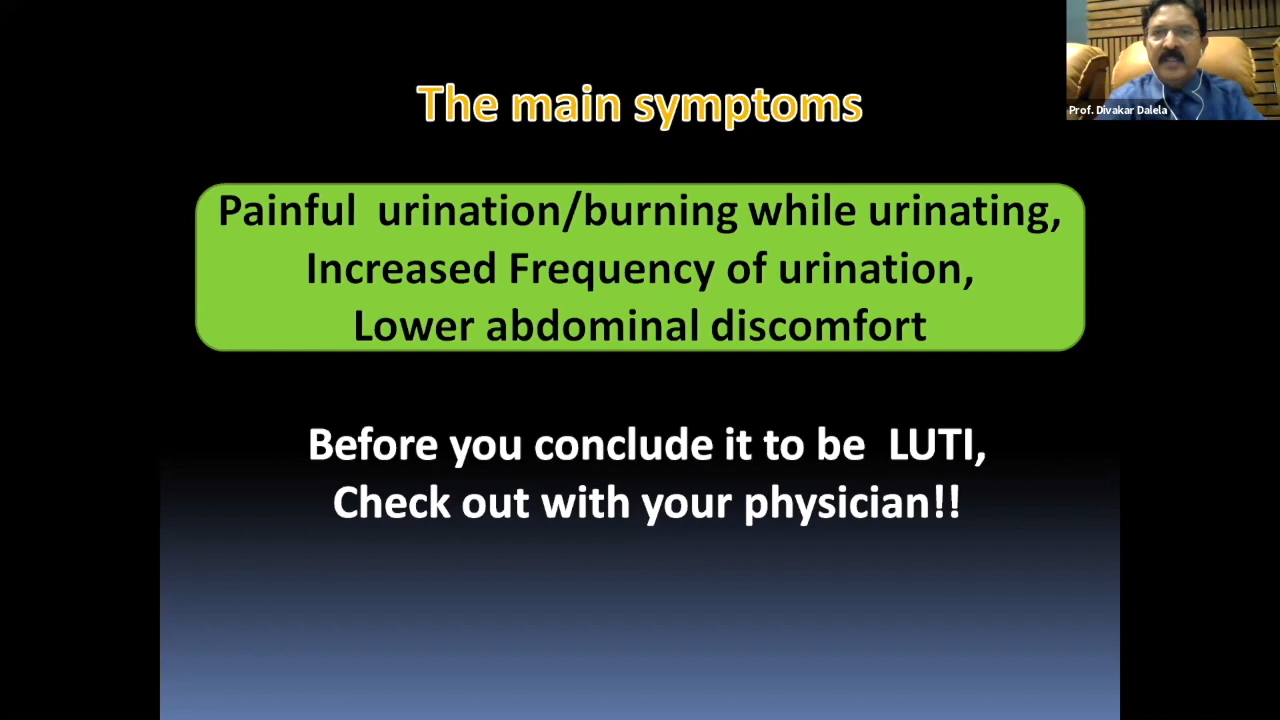 The main symptoms
Painful urination/burning while urinating,
Increased Frequency of urination,
Lower abdominal discomfort
Before you conclude it to be LUTI,
Check out with your physician!!
Prof. Divakar Dalela